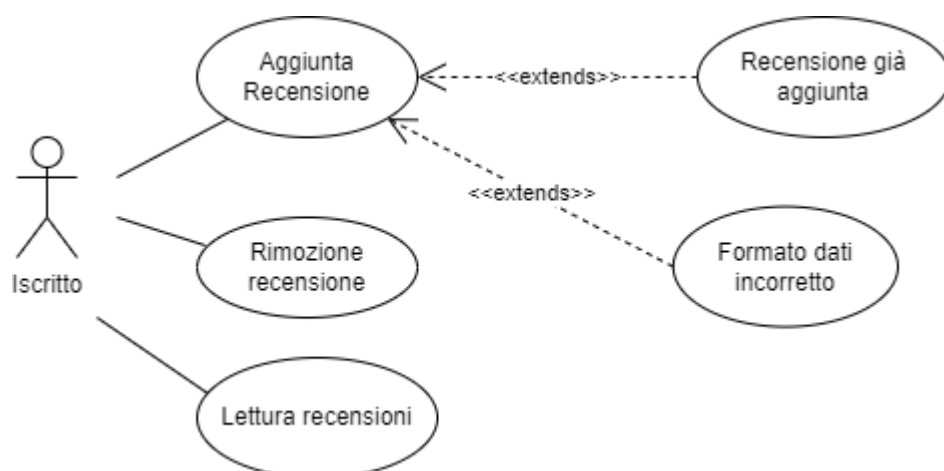 Aggiunta
Recensione
<<extends>>
Recensione già
aggiunta
<<extends>>
Iscritto
Rimozione
recensione
Formato dati
incorretto
Lettura recensioni